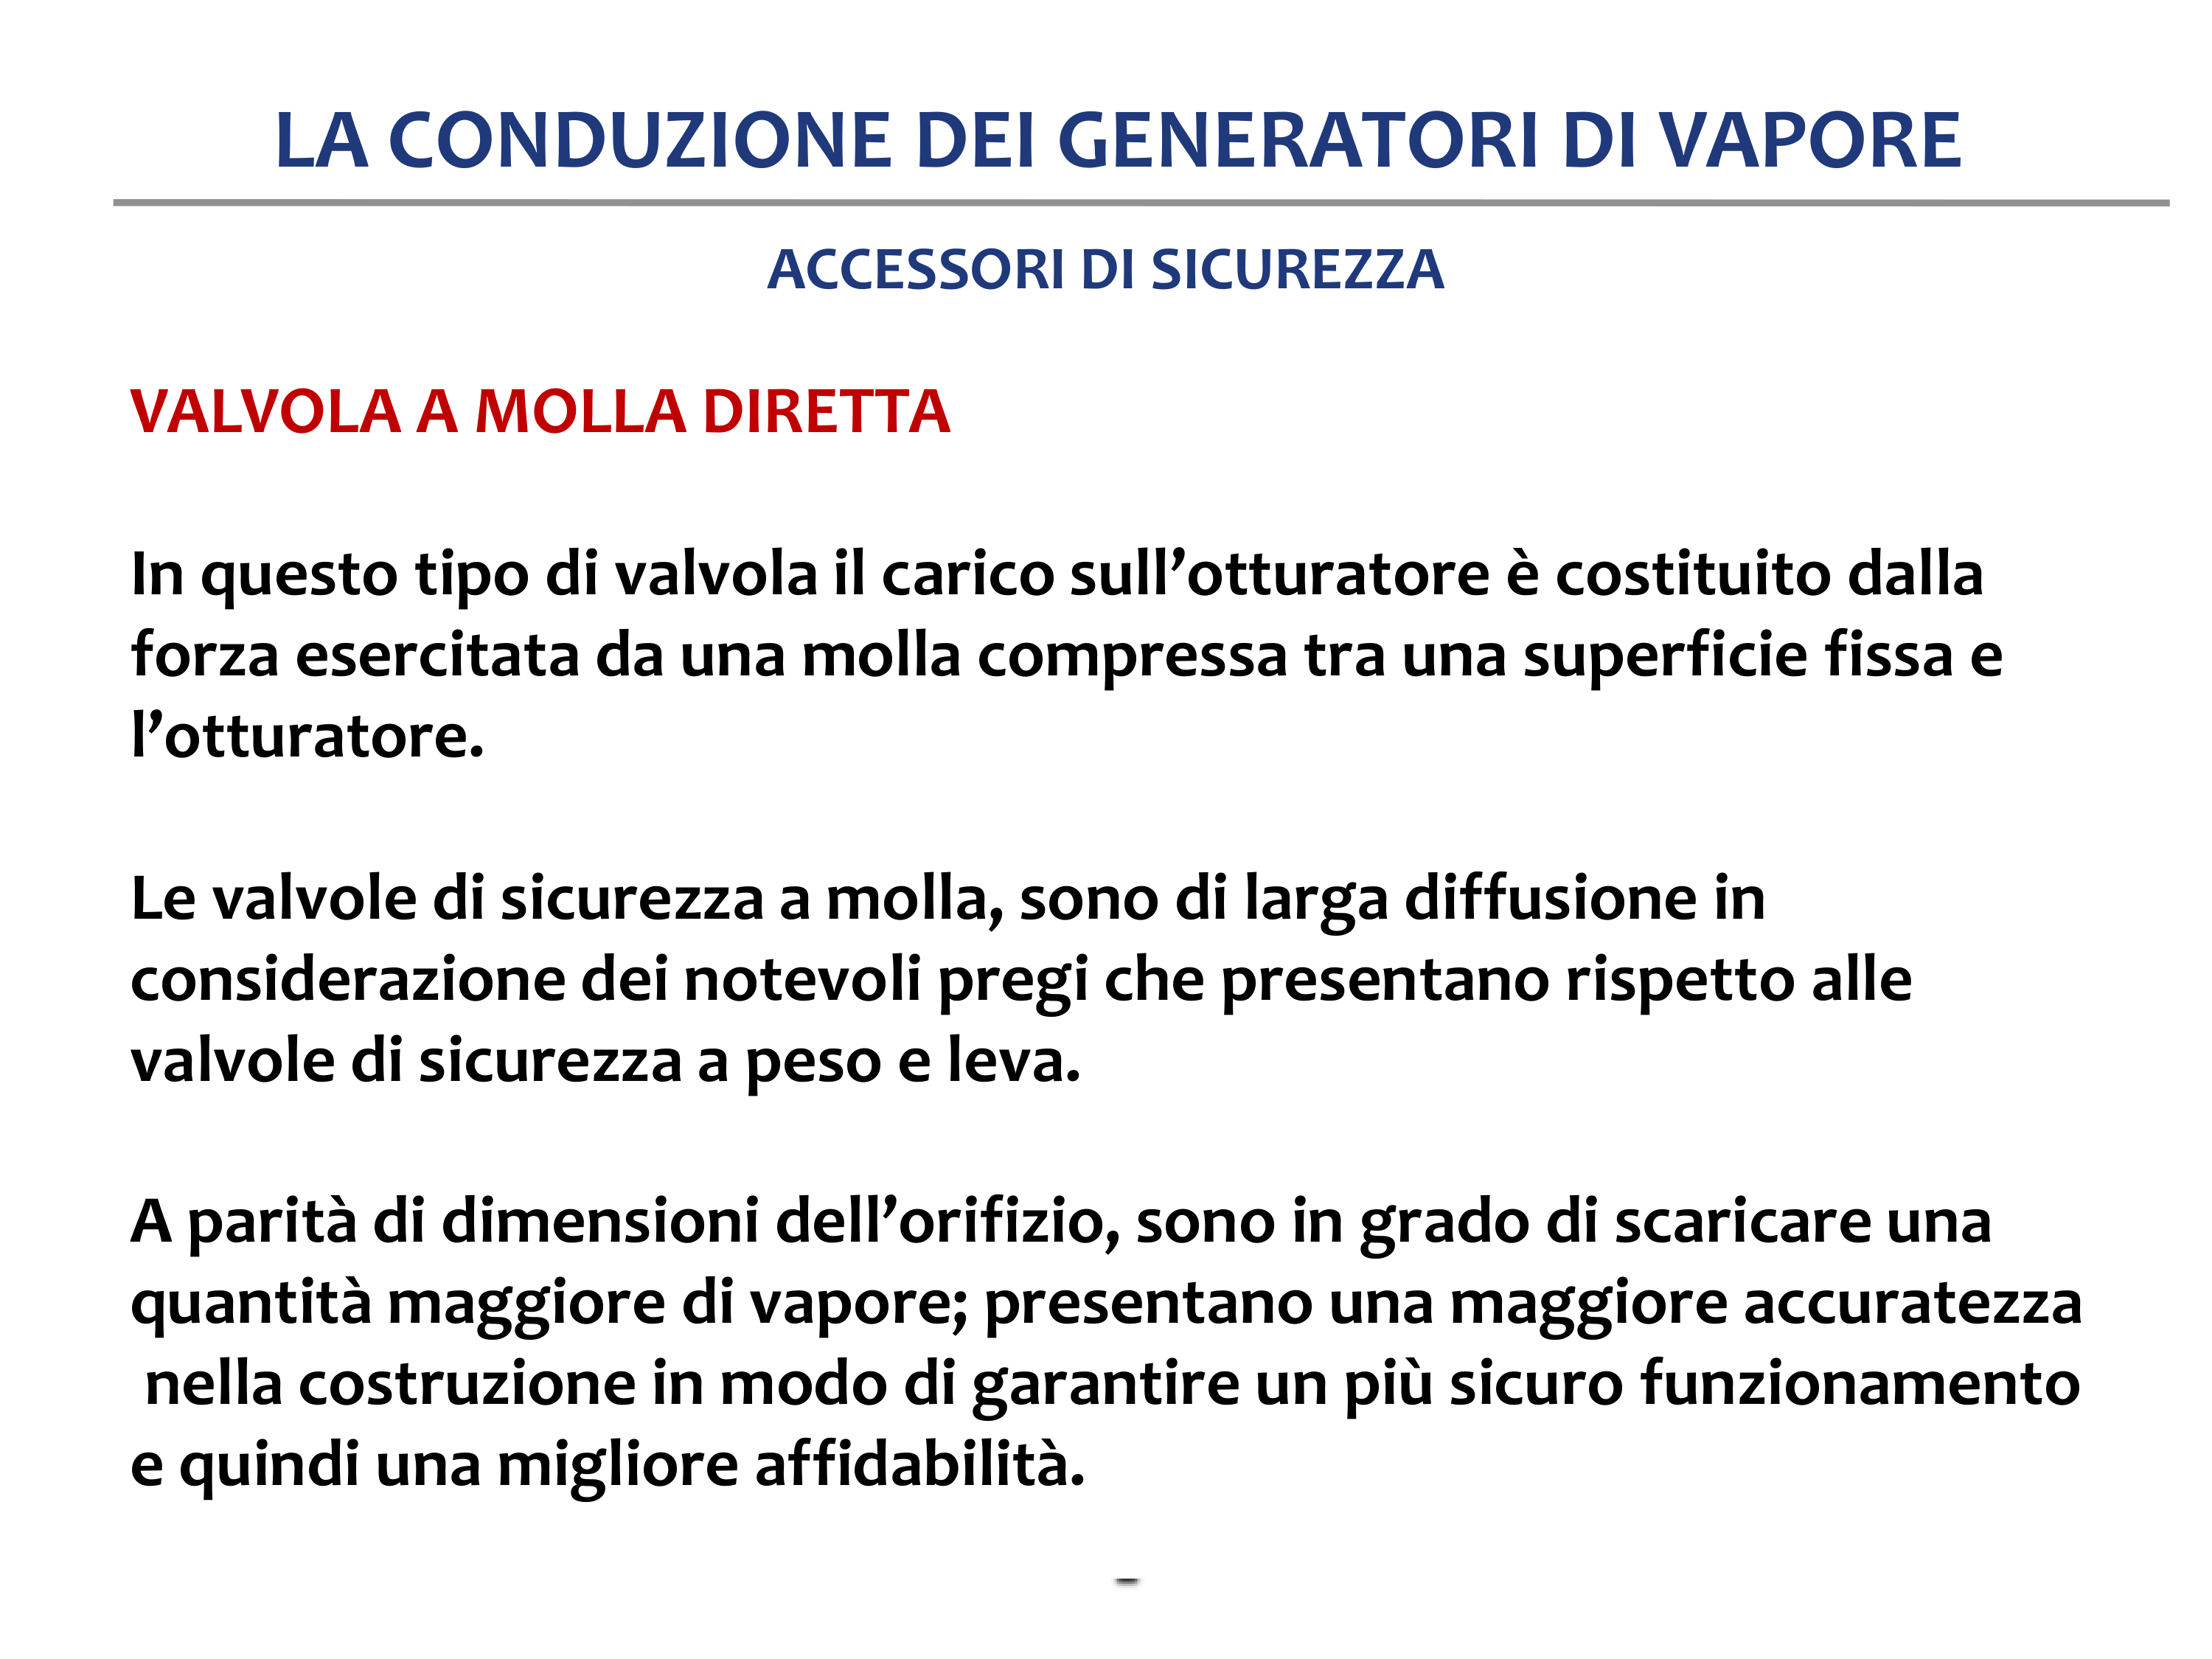 LA CONDUZIONE DEI GENERATORI DI VAPORE
ACCESSORI DI SICUREZZA
VALVOLA A MOLLA DIRETTA
In questo tipo di valvola il carico sull’otturatore è costituito dalla
forza esercitata da una molla compressa tra una superficie fissa e
l’otturatore.
Le valvole di sicurezza a molla, sono di larga diffusione in
considerazione dei notevoli pregi che presentano rispetto alle
valvole di sicurezza a peso e leva.
A parità di dimensioni dell’orifizio, sono in grado di scaricare una
quantità maggiore di vapore; presentano una maggiore accuratezza
nella costruzione in modo di garantire un più sicuro funzionamento
e quindi una migliore affidabilità.